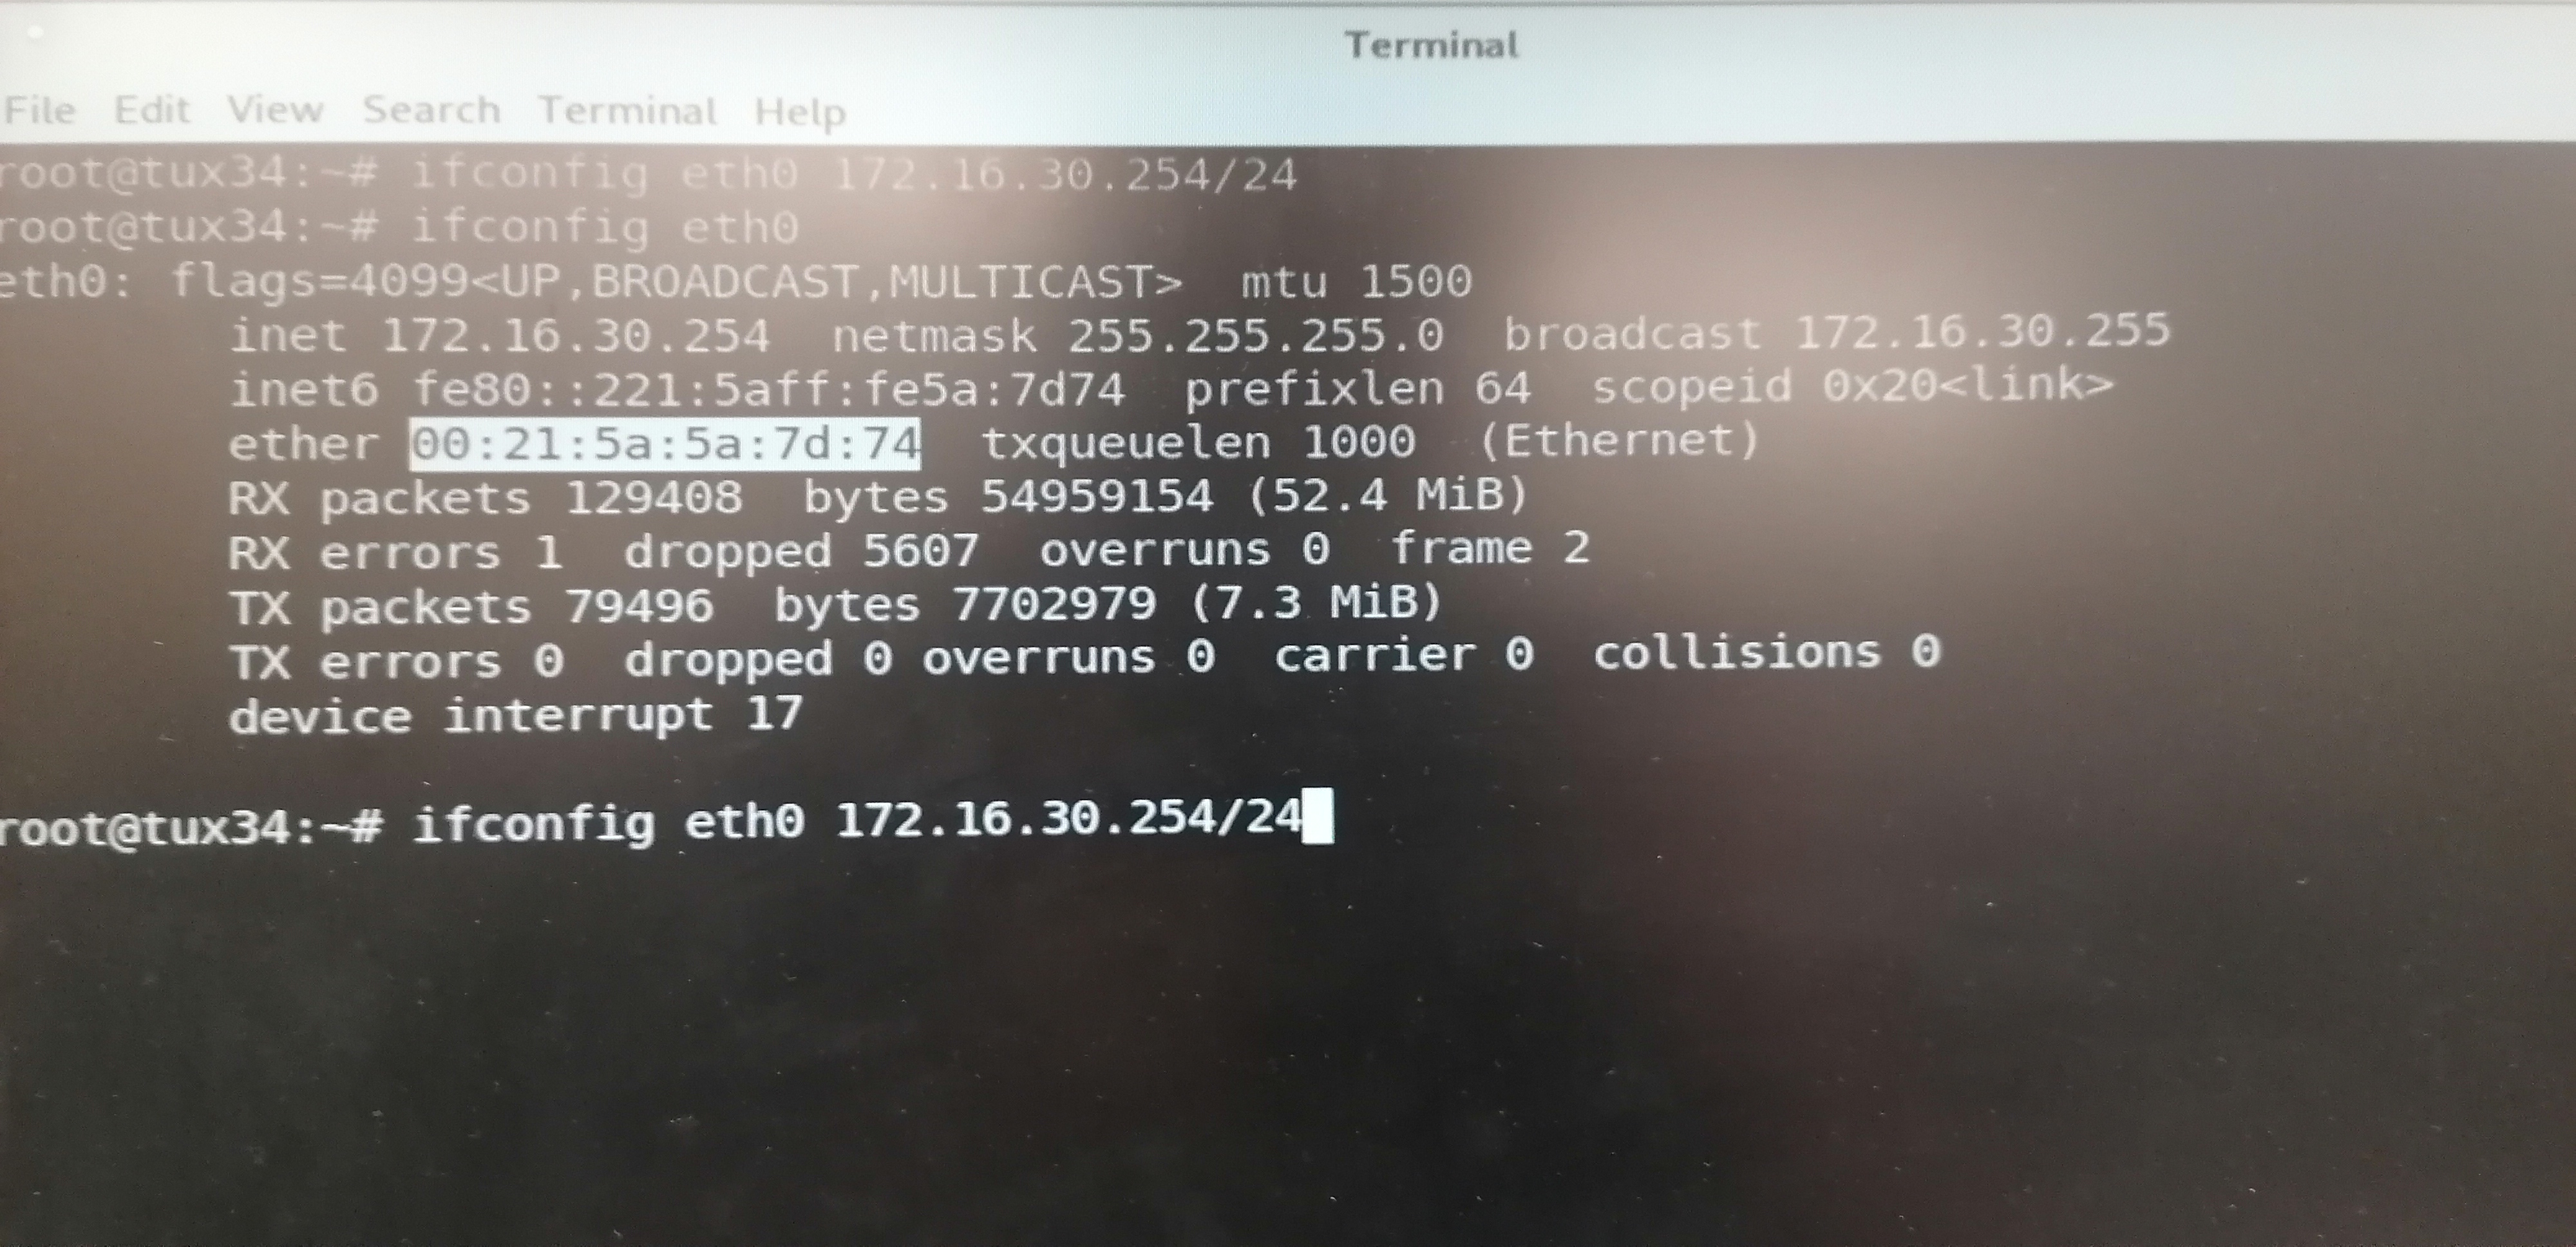 Terminal
File Edit View Search Terminal Help
root@tux34:~# ifconfig eth0 172.16.30.254/24
root@tux34:~# ifconfig eth0
eth0: flags=4099<UP,BROADCAST,MULTICAST>  mtu 1500
        inet 172.16.30.254  netmask 255.255.255.0  broadcast 172.16.30.255
        inet6 fe80::221:5aff:fe5a:7d74  prefixlen 64  scopeid 0x20<link>
        ether 00:21:5a:5a:7d:74  txqueuelen 1000  (Ethernet)
        RX packets 129408  bytes 54959154 (52.4 MiB)
        RX errors 1  dropped 5607  overruns 0  frame 2
        TX packets 79496  bytes 7702979 (7.3 MiB)
        TX errors 0  dropped 0 overruns 0  carrier 0  collisions 0
        device interrupt 17
root@tux34:~# ifconfig eth0 172.16.30.254/24